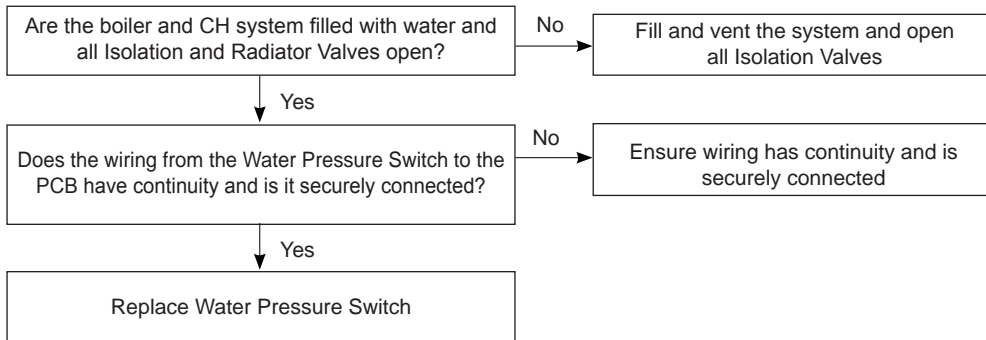 Are the boiler and CH system filled with water and
all Isolation and Radiator Valves open?
No
Fill and vent the system and open
all Isolation Valves
Yes
Does the wiring from the Water Pressure Switch to the
PCB have continuity and is it securely connected?
No
Ensure wiring has continuity and is
securely connected
Yes
Replace Water Pressure Switch